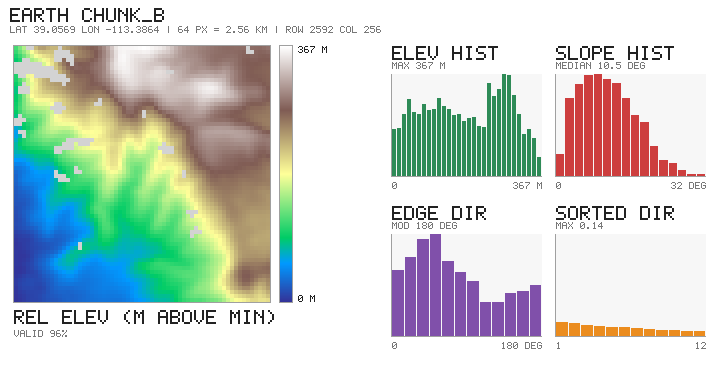 EARTH CHUNK_B
LAT 39.0569 LON -113.3864 | 64 PX = 2.56 KM | ROW 2592 COL 256
367 M
0 M
REL ELEV (M ABOVE MIN)
VALID 96%
ELEV HIST
MAX 367 M
0 367 M
SLOPE HIST
MEDIAN 10.5 DEG
0 32 DEG
EDGE DIR
MOD 180 DEG
0 180 DEG
SORTED DIR
MAX 0.14
1 12